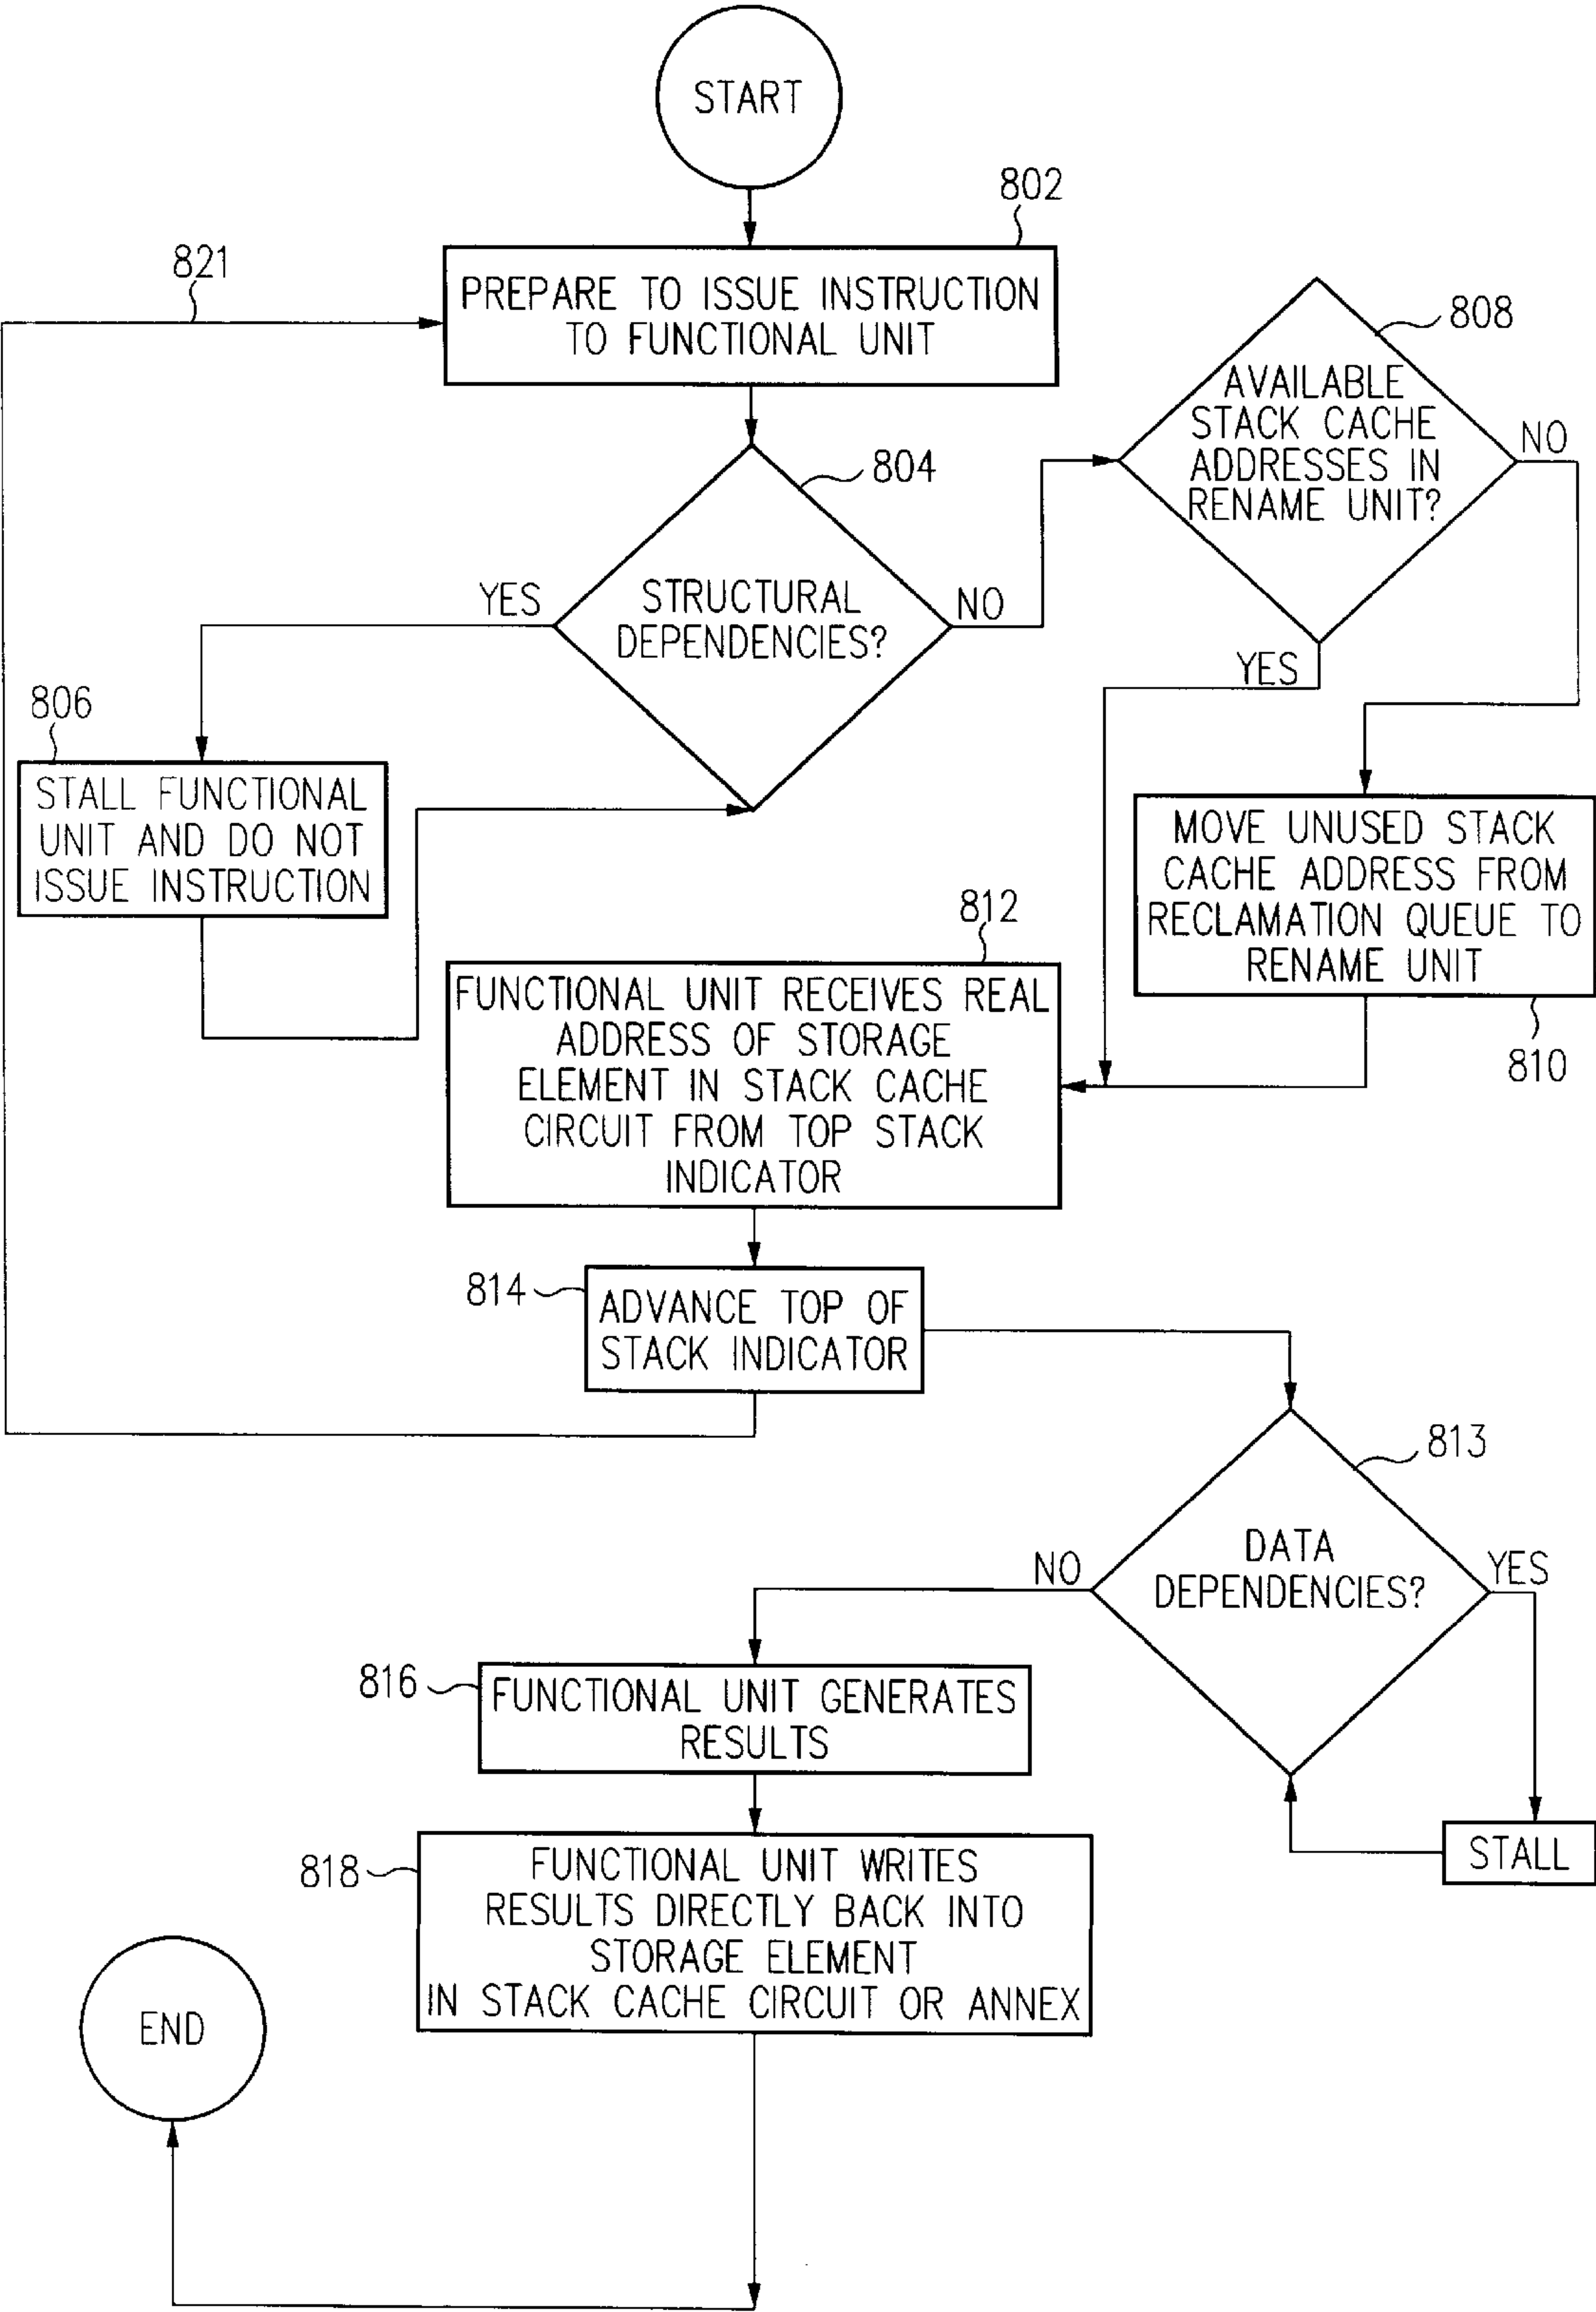 START
802
821
PREPARE TO ISSUE INSTRUCTION
TO FUNCTIONAL UNIT
808
AVAILABLE
STACK CACHE
ADDRESSES IN
RENAME UNIT?
NO
YES
804
STRUCTURAL
DEPENDENCIES?
YES
NO
806
STALL FUNCTIONAL
UNIT AND DO NOT
ISSUE INSTRUCTION
MOVE UNUSED STACK
CACHE ADDRESS FROM
RECLAMATION QUEUE TO
RENAME UNIT
810
812
FUNCTIONAL UNIT RECEIVES REAL
ADDRESS OF STORAGE
ELEMENT IN STACK CACHE
CIRCUIT FROM TOP STACK
INDICATOR
814
ADVANCE TOP OF
STACK INDICATOR
813
DATA
DEPENDENCIES?
NO
YES
816
FUNCTIONAL UNIT GENERATES
RESULTS
STALL
818
FUNCTIONAL UNIT WRITES
RESULTS DIRECTLY BACK INTO
STORAGE ELEMENT
IN STACK CACHE CIRCUIT OR ANNEX
END